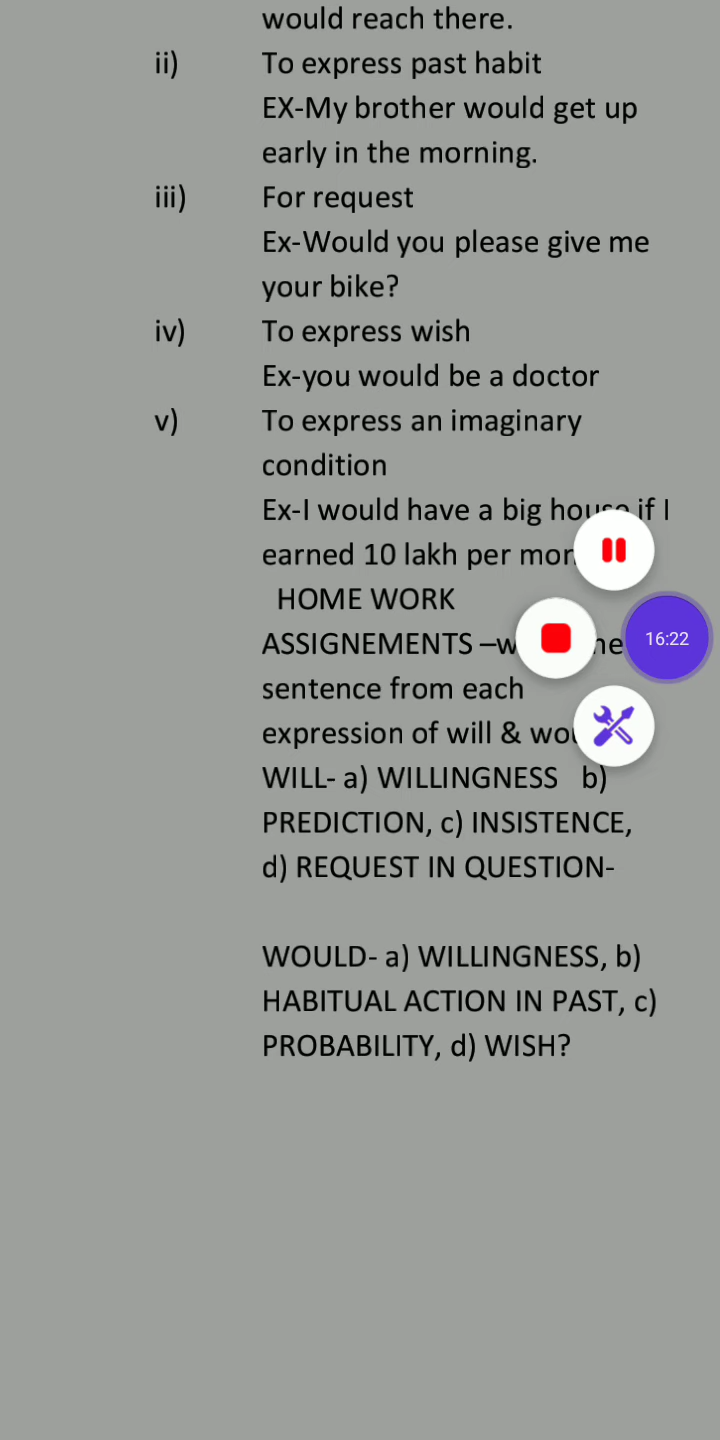 would reach there.
ii) To express past habit
EX-My brother would get up
early in the morning.
iii) For request
Ex-Would you please give me
your bike?
iv) To express wish
Ex-you would be a doctor
v) To express an imaginary
condition
Ex-I would have a big house if I
earned 10 lakh per
HOME WORK
ASSIGNEMENTS –
16:22
sentence from each
expression of will &
WILL- a) WILLINGNESS b)
PREDICTION, c) INSISTENCE,
d) REQUEST IN QUESTION-
WOULD- a) WILLINGNESS, b)
HABITUAL ACTION IN PAST, c)
PROBABILITY, d) WISH?